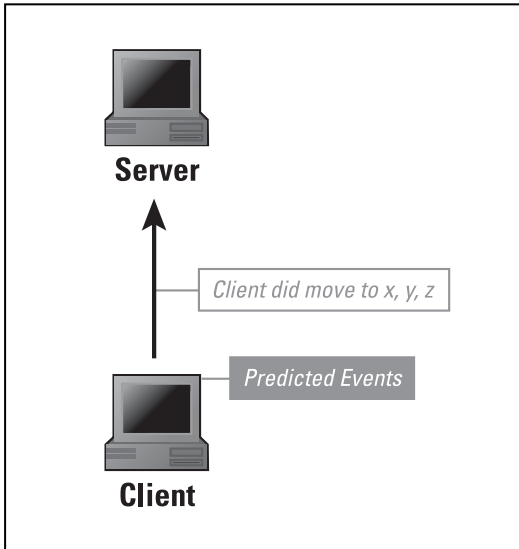 Server
Client did move to x, y, z
Predicted Events
Client